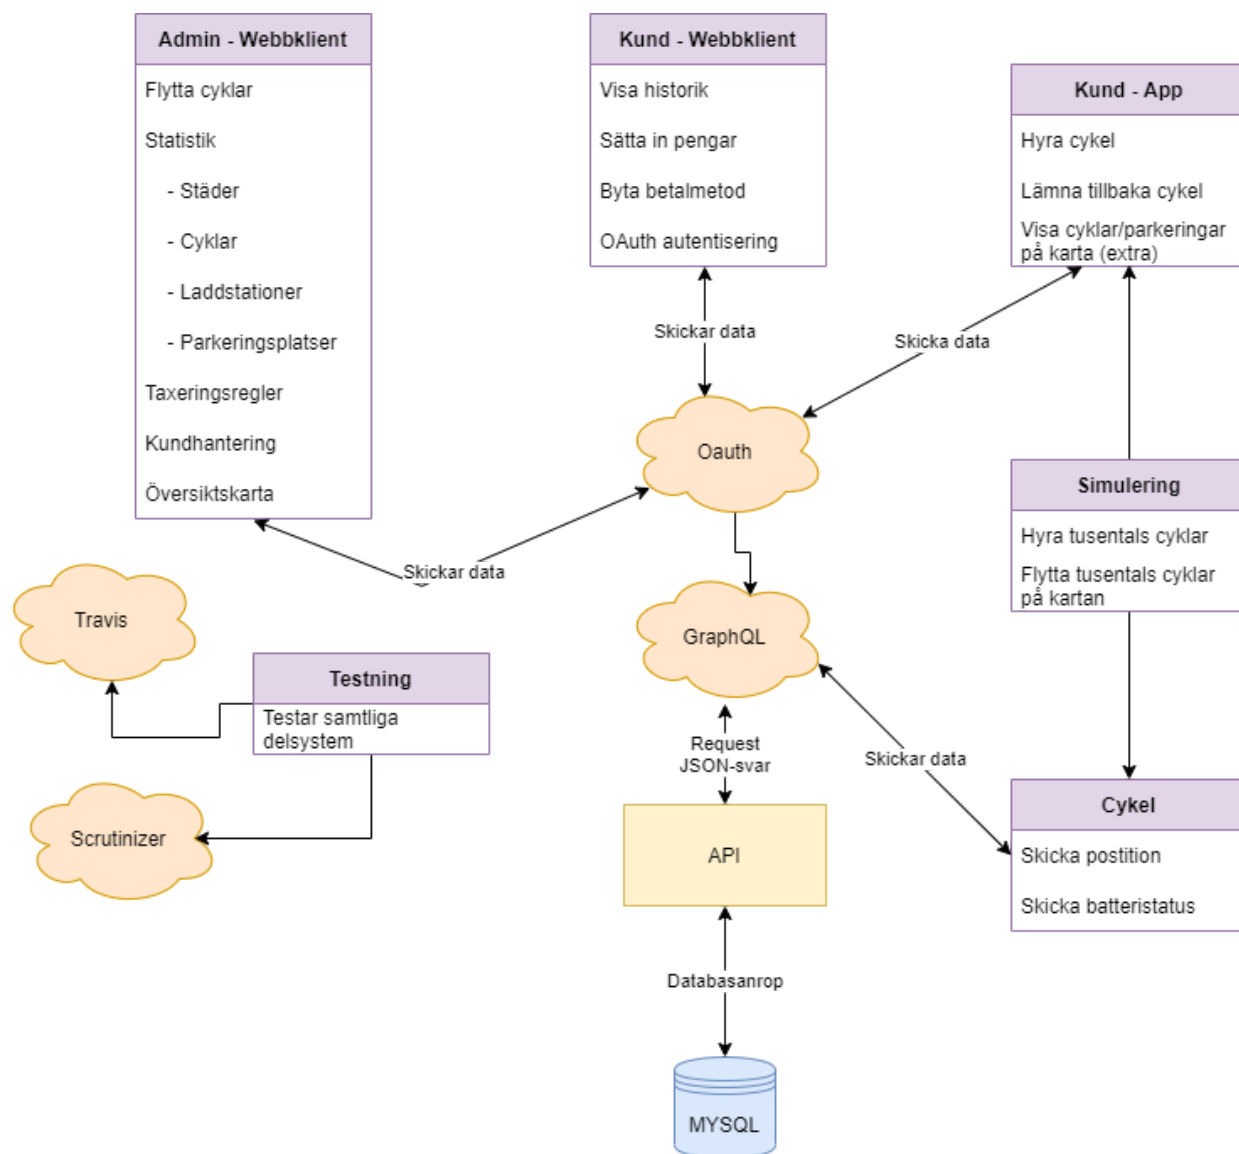 Admin - Webbklient
Flytta cyklar
Statistik
- Städer
- Cyklar
- Laddstationer
- Parkeringsplatser
Taxeringsregler
Kundhantering
Översiktskarta
Kund - Webbklient
Visa historik
Sätta in pengar
Byta betalmetod
OAuth autentisering
Kund - App
Hyra cykel
Lämna tillbaka cykel
Visa cyklar/parkeringar
på karta (extra)
Skickar data
Skicka data
Oauth
Skickar data
Simulering
Hyra tusentals cyklar
Flytta tusentals cyklar
på kartan
Travis
GraphQL
Testning
Testar samtliga
delsystem
Request
JSON-svar
Skickar data
Scrutinizer
API
Cykel
Skicka postition
Skicka batteristatus
Databasanrop
MYSQL